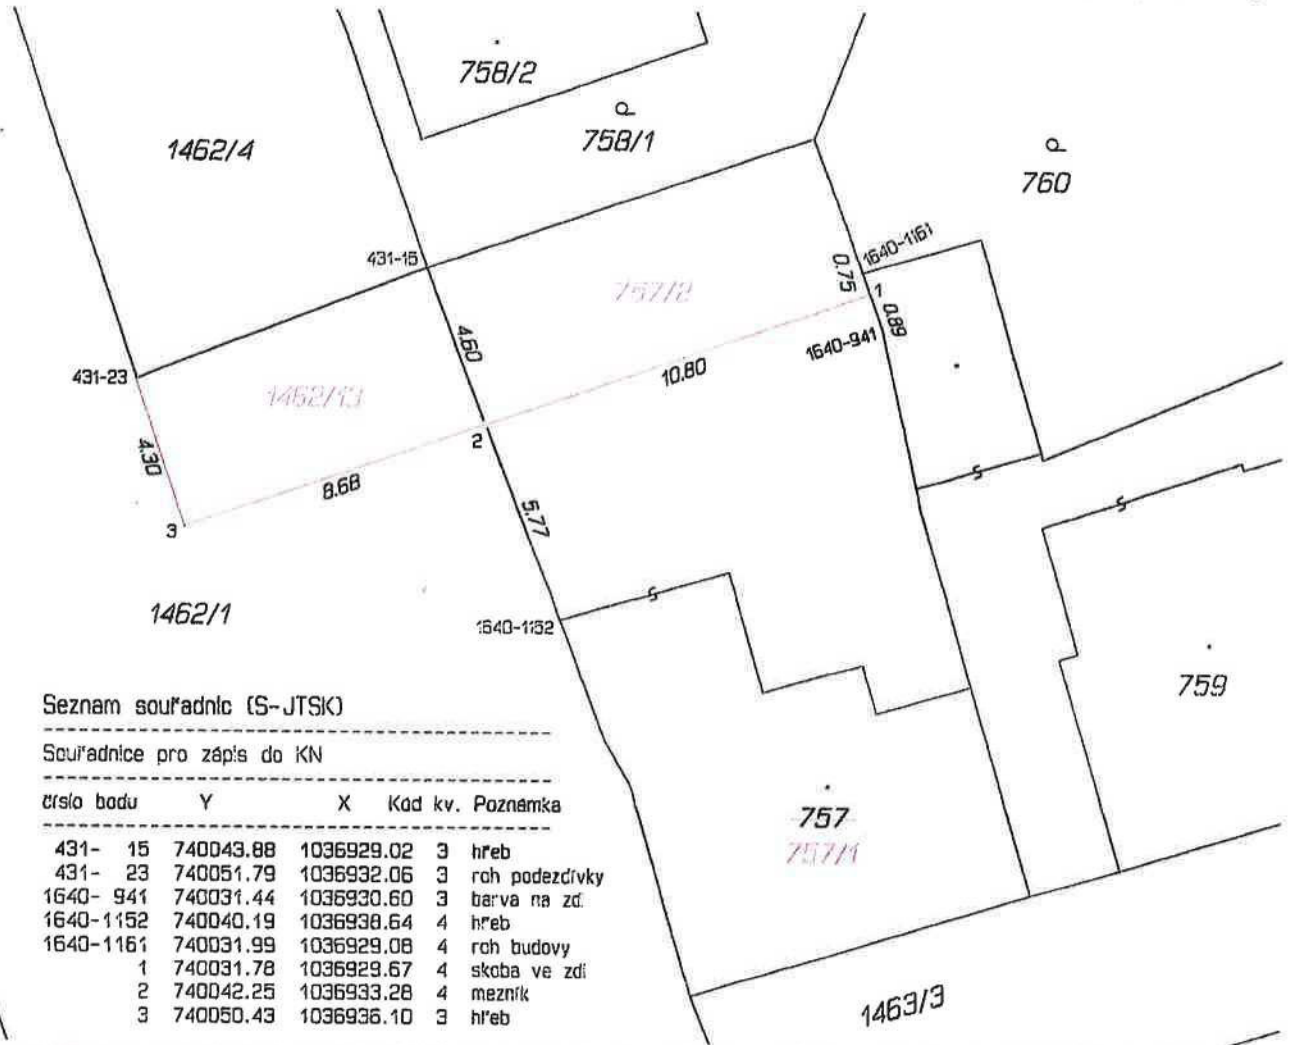 758/2
758/1
1462/4
760
1640-1161
431-15
0.75
757/2
1
0.89
4.60
1640-941
10.80
431-23
1462/13
4.30
2
8.68
5.77
3
1462/1
1640-1152
759
757
757/1
1463/3
Seznam souřadnic (S-JTSK)
Souřadnice pro zápis do KN
číslo bodu Y X Kód kv. Poznámka
431- 15 740043.88 1036929.02 3 hřeb
431- 23 740051.79 1036932.06 3 roh podezdívky
1640- 941 740031.44 1036930.60 3 barva na zdi
1640-1152 740040.19 1036938.64 4 hřeb
1640-1161 740031.99 1036929.08 4 roh budovy
1 740031.78 1036929.67 4 skoba ve zdi
2 740042.25 1036933.28 4 mezník
3 740050.43 1036936.10 3 hřeb